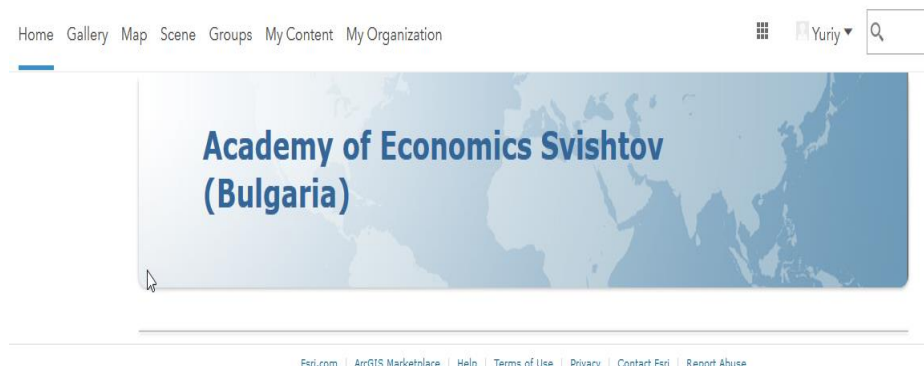 Home Gallery Map Scene Groups My Content My Organization Yuriy
Academy of Economics Svishtov
(Bulgaria)
Esri.com | ArcGIS Marketplace | Help | Terms of Use | Privacy | Contact Esri | Report Abuse